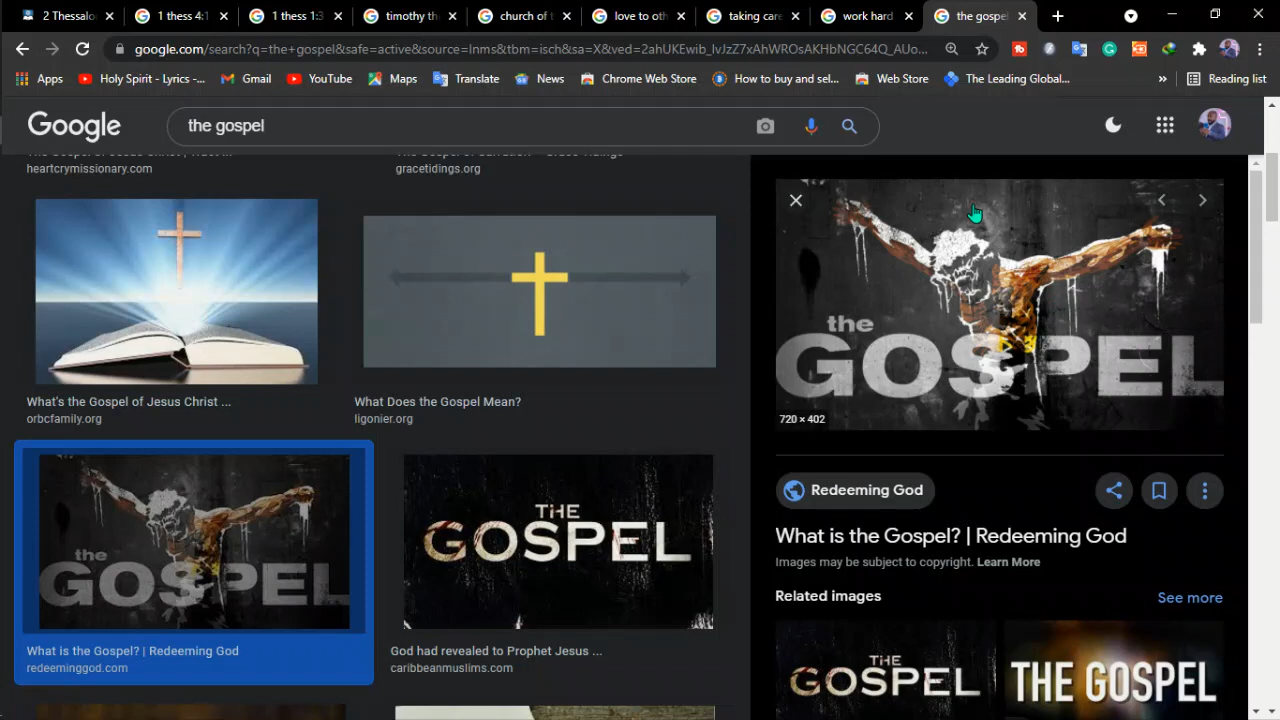 2 Thessalo
1 thess 4:1
1 thess 1:3
timothy the
church of t
love to oth
taking care
work hard
the gospel
google.com/search?q=the+gospel&safe=active&source=lnms&tbm=isch&sa=X&ved=2ahUKEwib_IvJzZ7xAhWROsAKHbNGC64Q_AUo...
Apps
Holy Spirit - Lyrics -...
Gmail
YouTube
Maps
Translate
News
Chrome Web Store
How to buy and sel...
Web Store
The Leading Global...
»
Reading list
Google
the gospel
heartcrymissionary.com
gracetidings.org
What's the Gospel of Jesus Christ ...
orbcfamily.org
What Does the Gospel Mean?
ligonier.org
the
GOSPEL
What is the Gospel? | Redeeming God
redeeminggod.com
THE
GOSPEL
God had revealed to Prophet Jesus ...
caribbeanmuslims.com
the
GOSPEL
720 × 402
Redeeming God
What is the Gospel? | Redeeming God
Images may be subject to copyright. Learn More
Related images
See more
THE
GOSPEL
THE GOSPEL